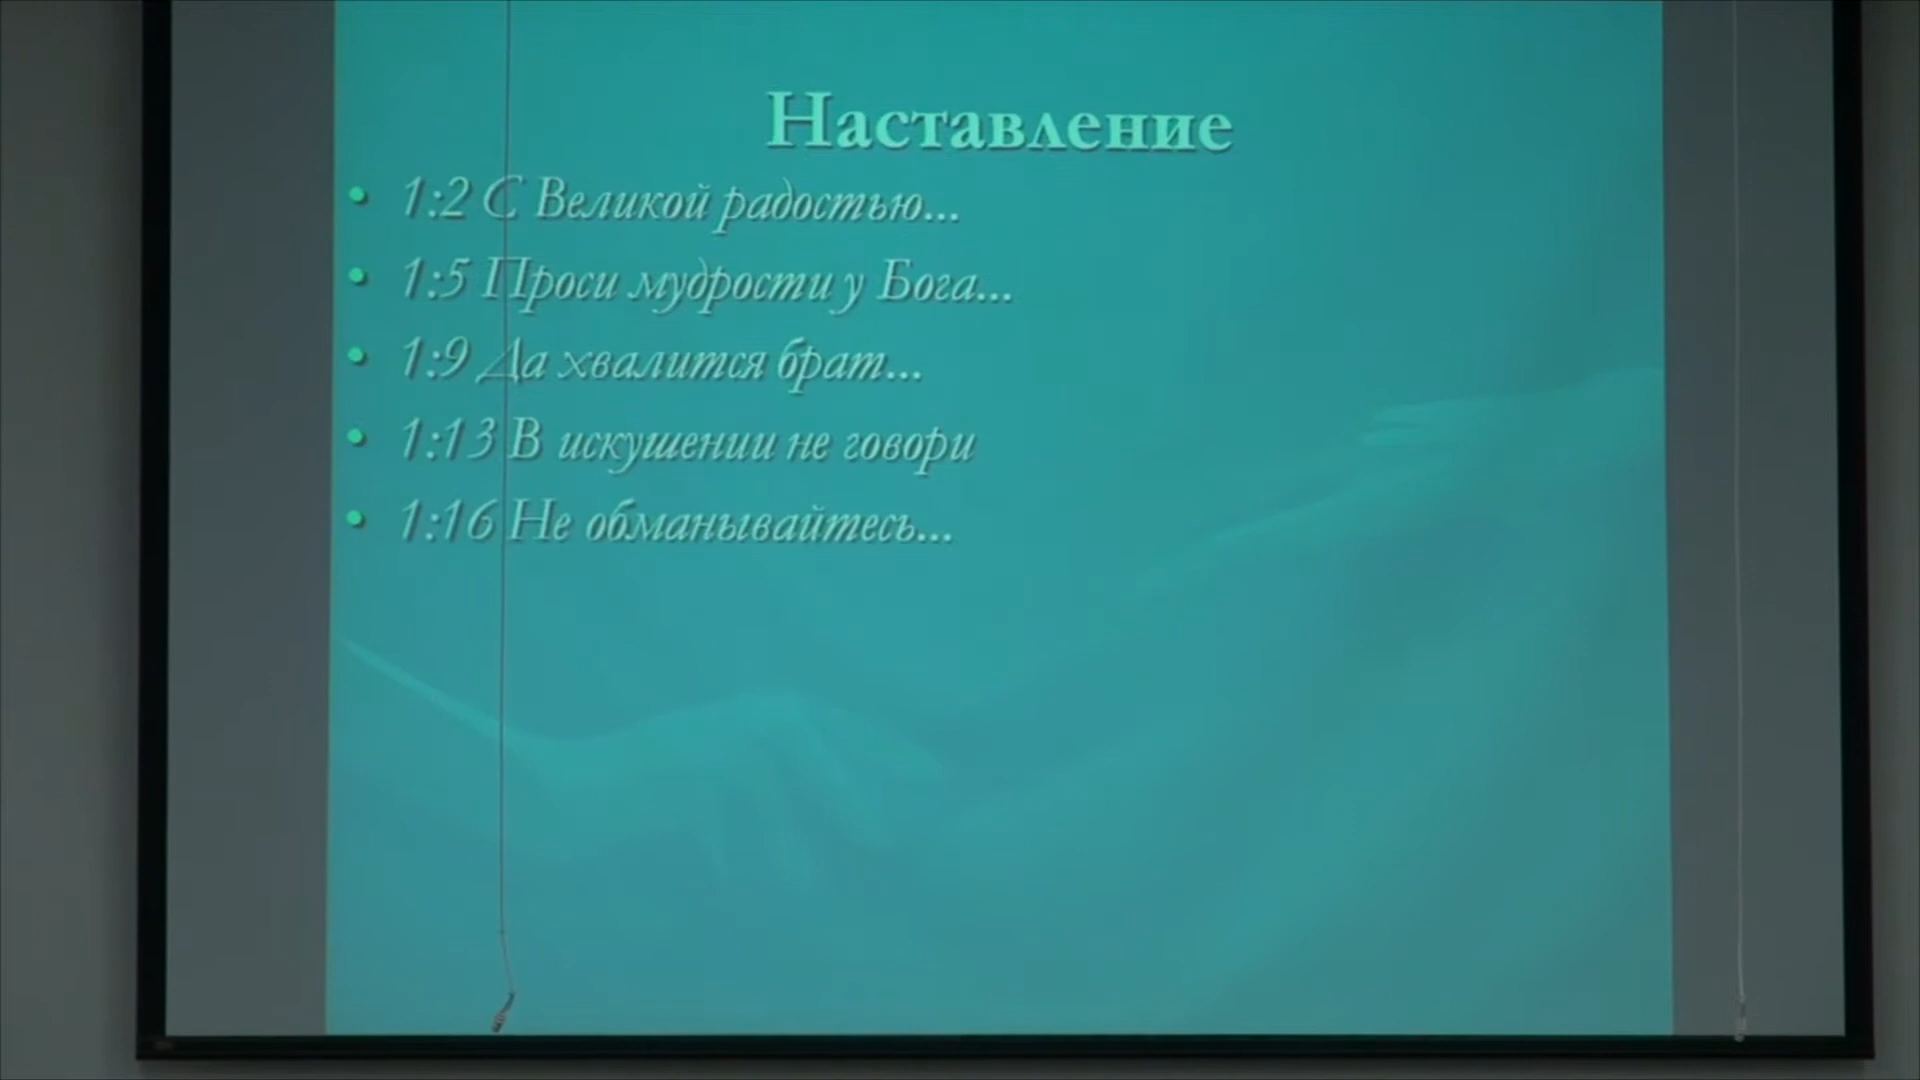 Наставление
• 1:2 С Великой радостью...
• 1:5 Проси мудрости у Бога...
• 1:9 Да хвалится брат...
• 1:13 В искушении не говори
• 1:16 Не обманывайтесь...